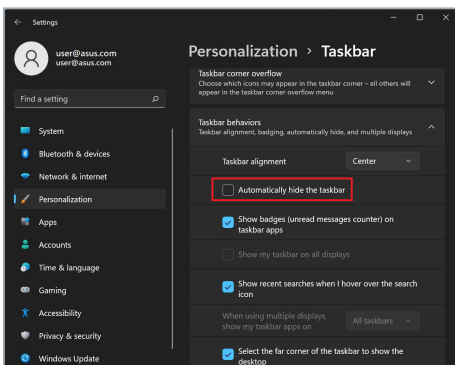 Settings
user@asus.com
user@asus.com
Find a setting
System
Bluetooth & devices
Network & internet
Personalization
Apps
Accounts
Time & language
Gaming
Accessibility
Privacy & security
Windows Update
Personalization > Taskbar
Taskbar corner overflow
Choose which icons may appear in the taskbar corner – all others will
appear in the taskbar corner overflow menu
Taskbar behaviors
Taskbar alignment, badging, automatically hide, and multiple displays
Taskbar alignment
Center
Automatically hide the taskbar
Show badges (unread messages counter) on
taskbar apps
Show my taskbar on all displays
Show recent searches when I hover over the search
icon
When using multiple displays,
show my taskbar apps on
All taskbars
Select the far corner of the taskbar to show the
desktop